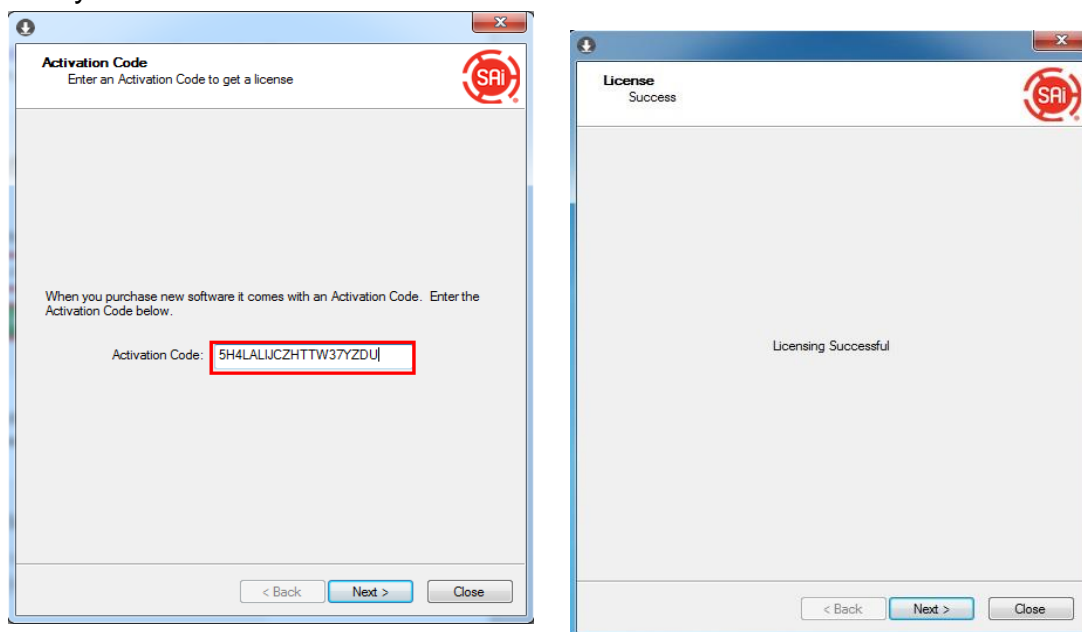 Activation Code
Enter an Activation Code to get a license
SAi
When you purchase new software it comes with an Activation Code. Enter the
Activation Code below.
Activation Code: 5H4LALIJCZHTTW37YZDU
< Back Next > Close
License
Success
SAi
Licensing Successful
< Back Next > Close